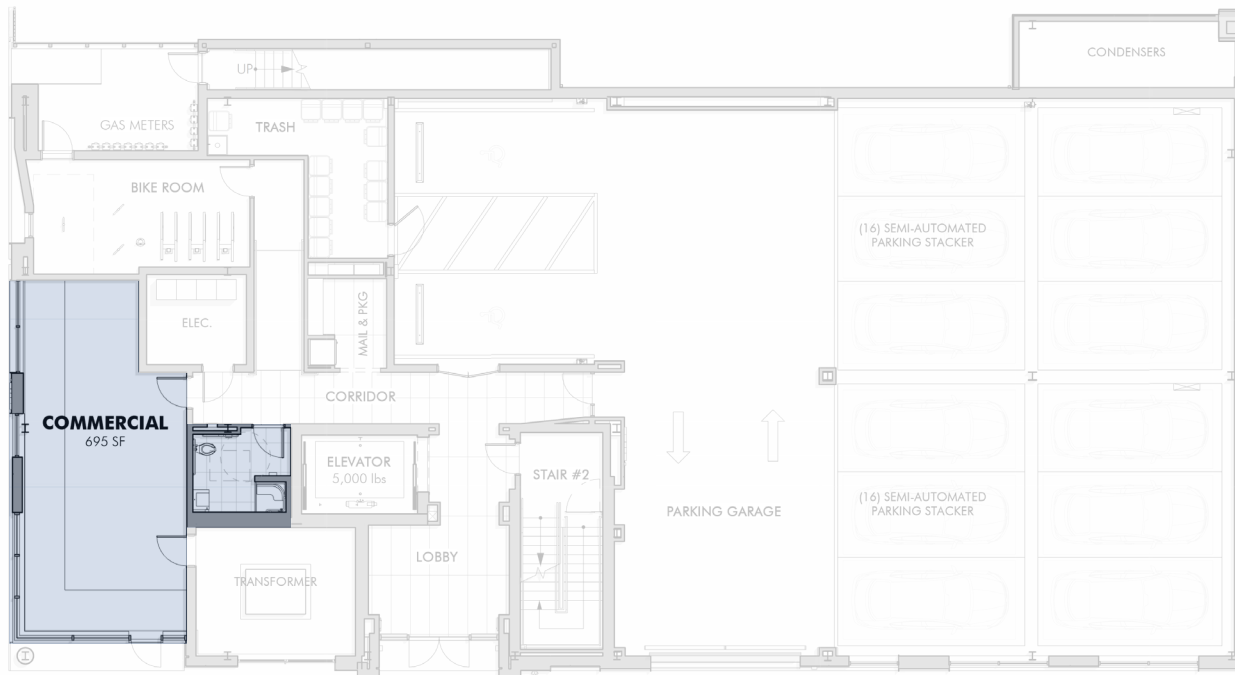 CONDENSERS
UP
GAS METERS
TRASH
BIKE ROOM
(16) SEMI-AUTOMATED
PARKING STACKER
ELEC.
MAIL & PKG
CORRIDOR
COMMERCIAL
695 SF
ELEVATOR
5,000 lbs
STAIR #2
(16) SEMI-AUTOMATED
PARKING STACKER
PARKING GARAGE
LOBBY
TRANSFORMER